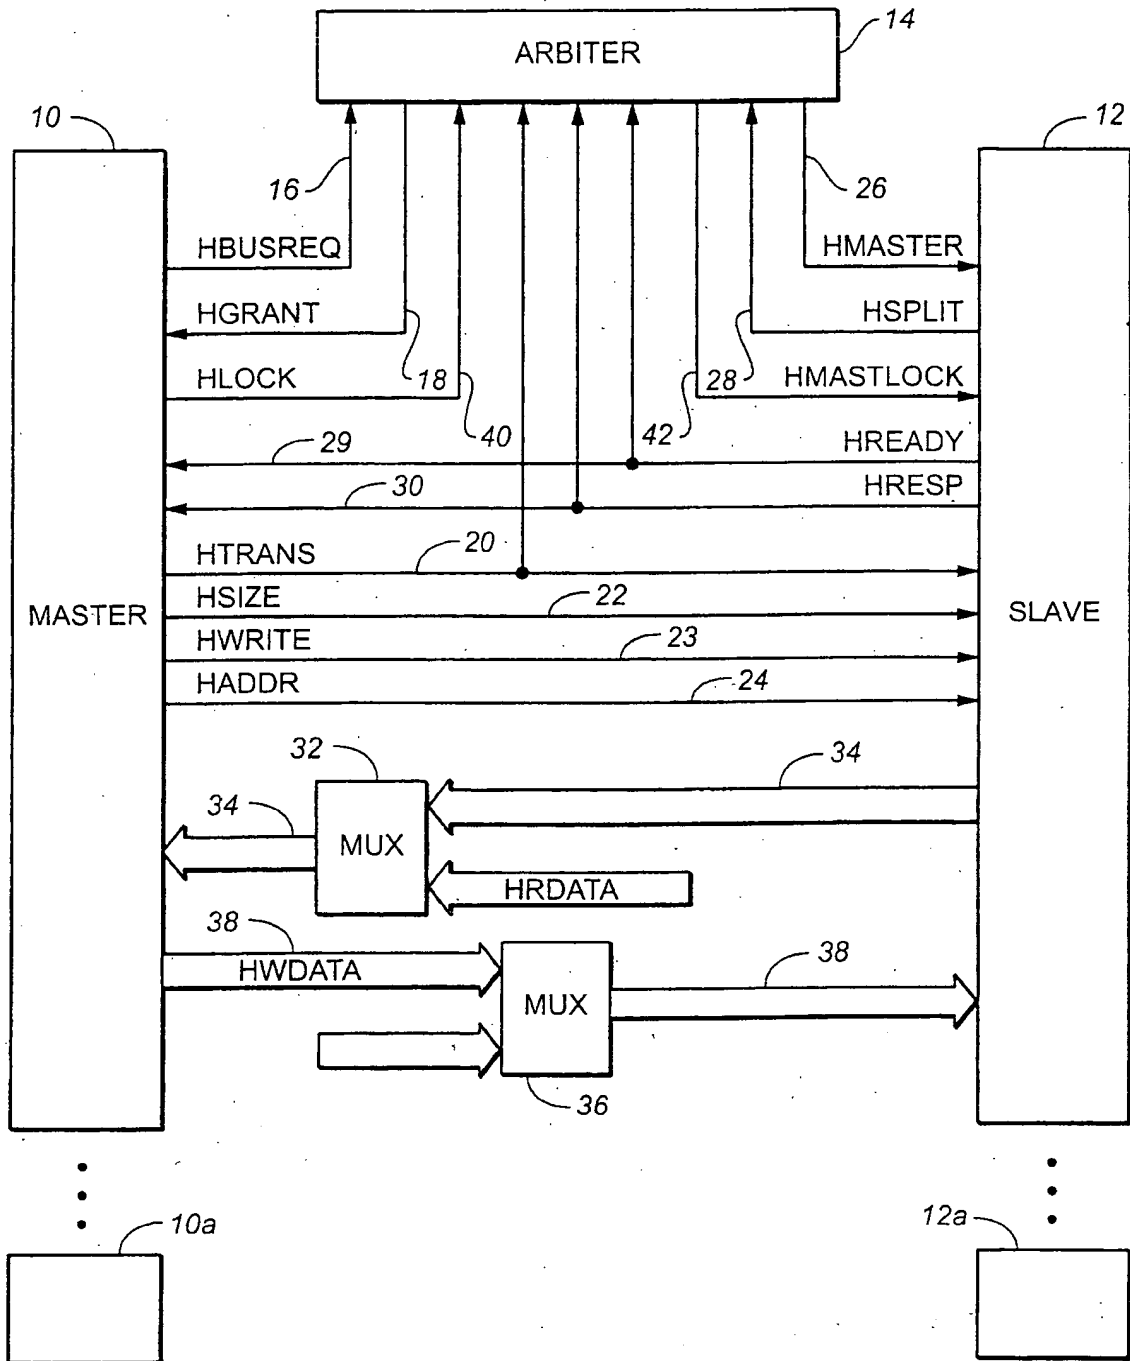 14
ARBITER
10
12
16
26
HBUSREQ
HMASTER
HGRANT
HSPLIT
18
28
HLOCK
HMASTLOCK
40
42
29
HREADY
30
HRESP
HTRANS
20
HSIZE
22
MASTER
SLAVE
HWRITE
23
HADDR
24
32
34
34
MUX
HRDATA
38
HWDATA
38
MUX
36
10a
12a